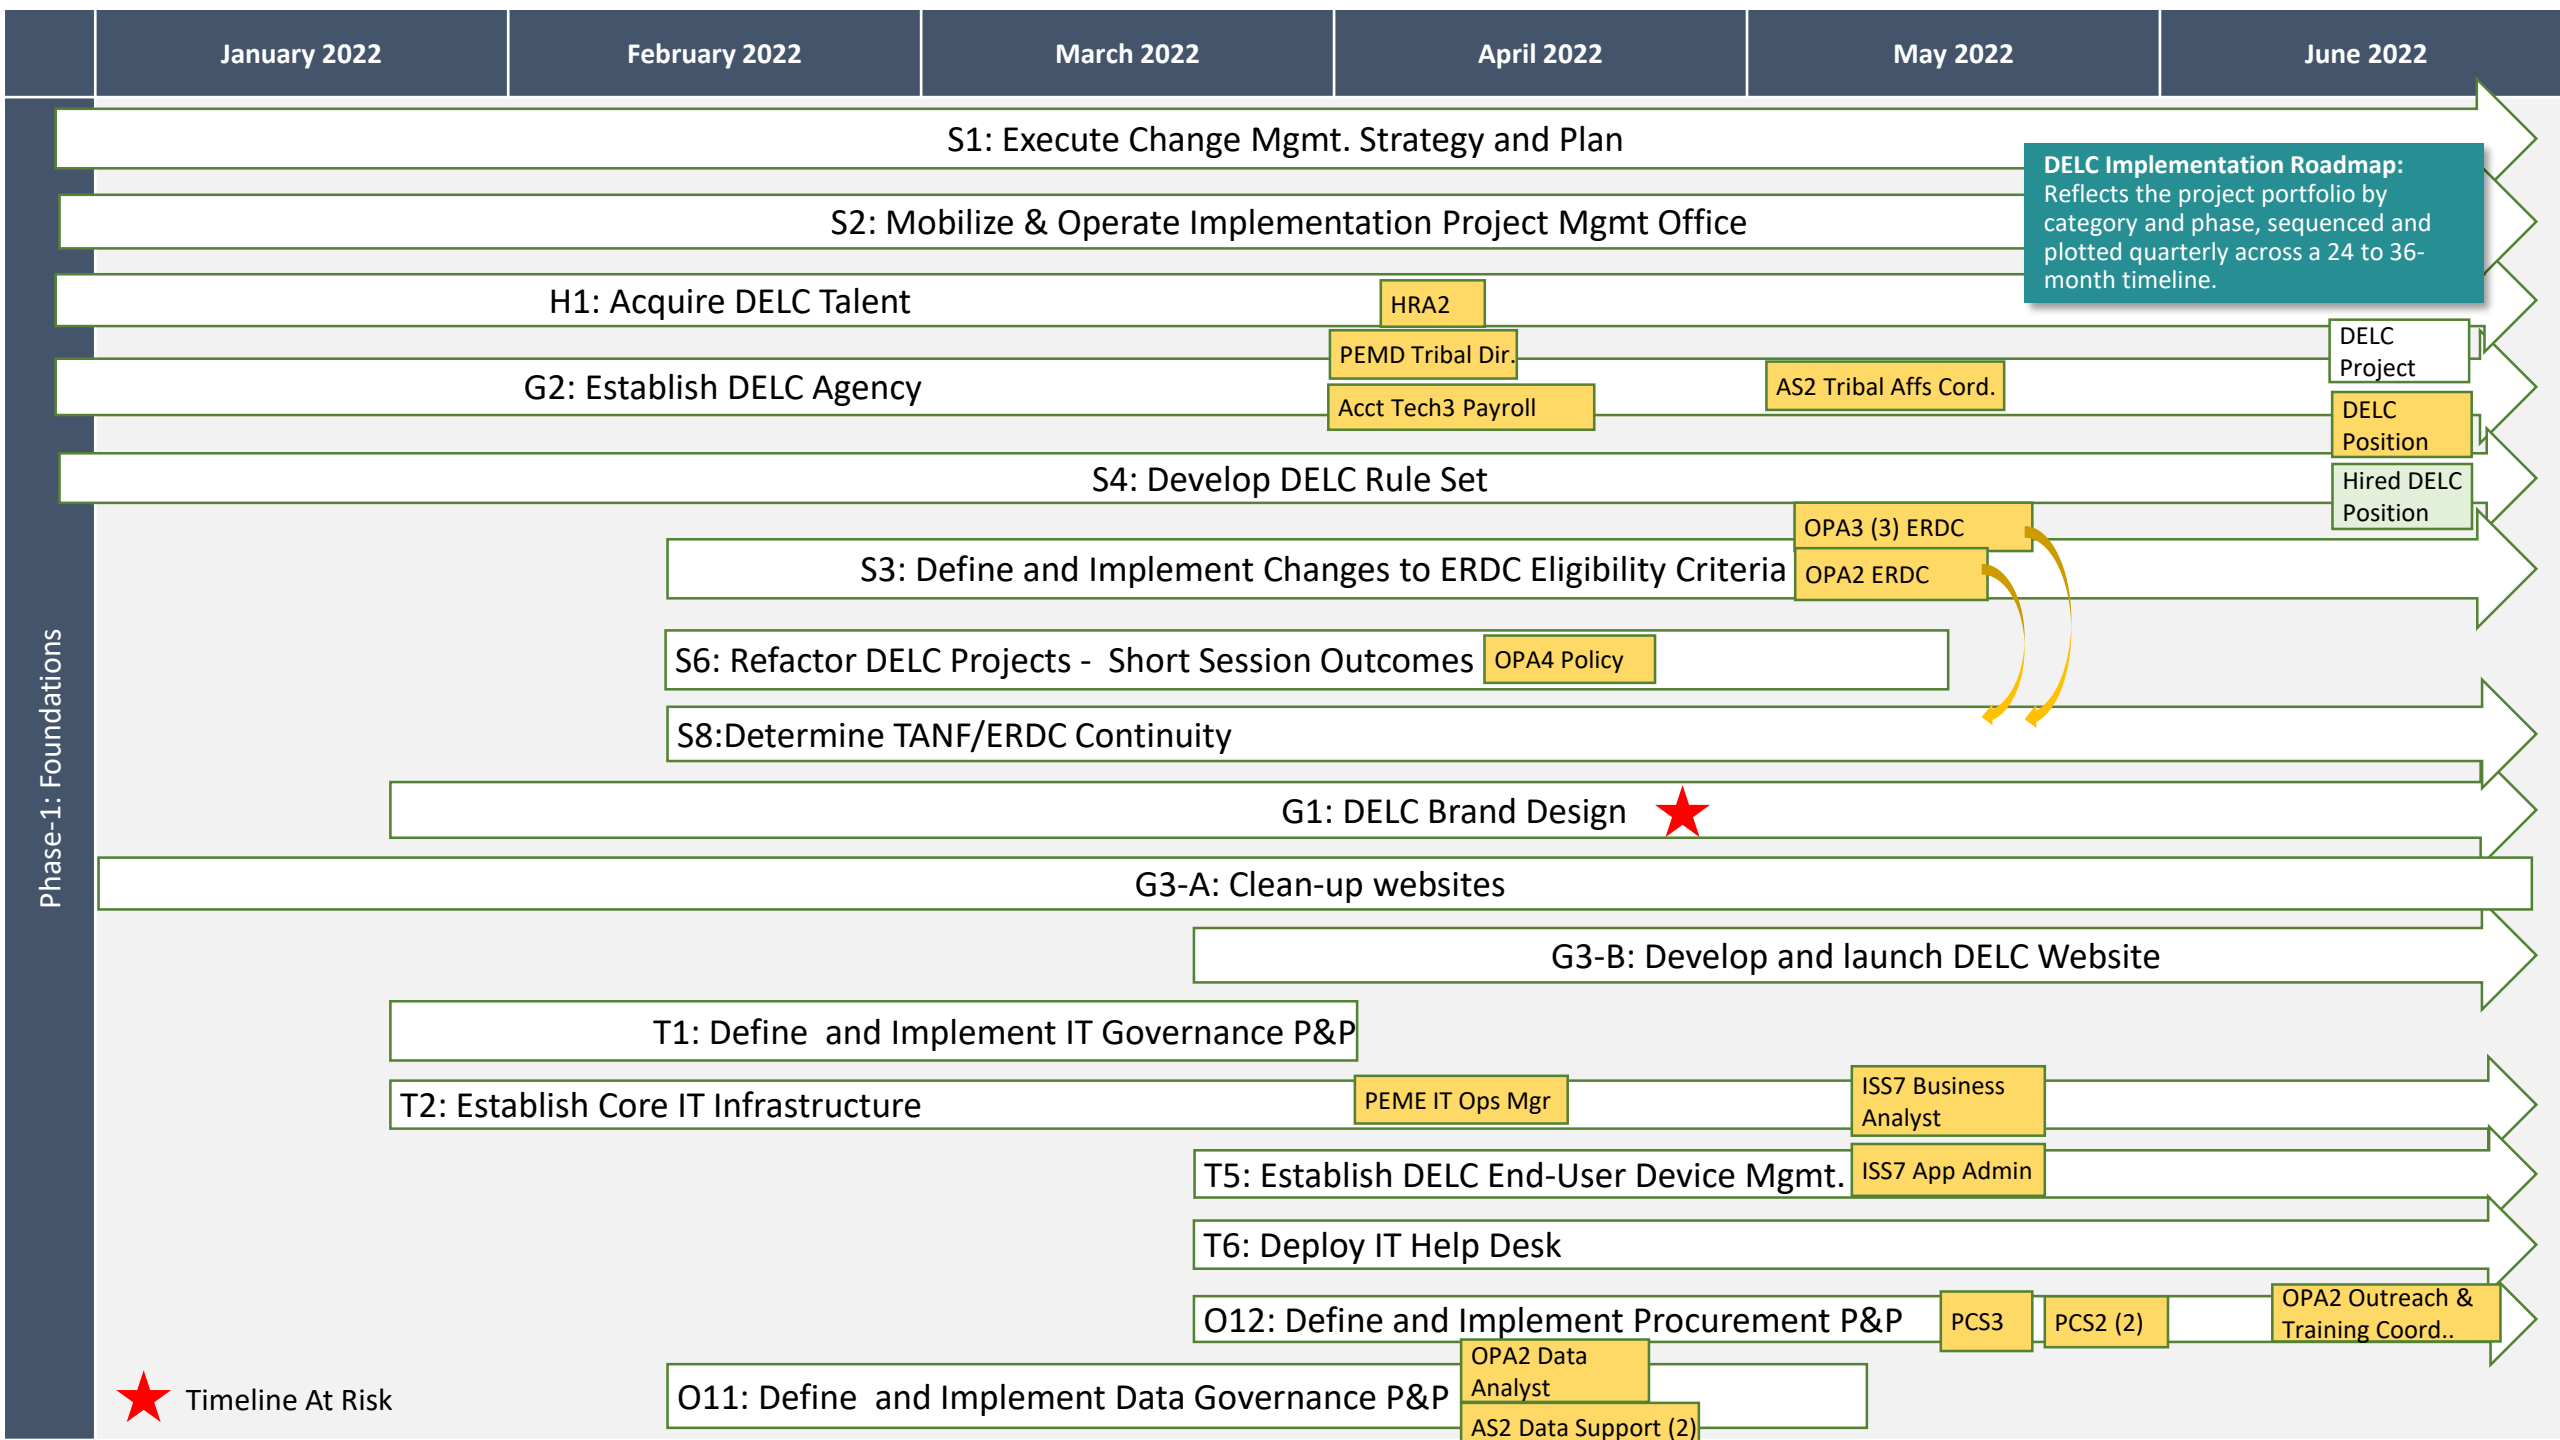 January 2022
February 2022
March 2022
April 2022
May 2022
June 2022
Phase-1: Foundations
S1: Execute Change Mgmt. Strategy and Plan
DELC Implementation Roadmap:
Reflects the project portfolio by
category and phase, sequenced and
plotted quarterly across a 24 to 36-
month timeline.
S2: Mobilize & Operate Implementation Project Mgmt Office
H1: Acquire DELC Talent
HRA2
PEMD Tribal Dir.
DELC
Project
G2: Establish DELC Agency
Acct Tech3 Payroll
AS2 Tribal Affs Cord.
DELC
Position
S4: Develop DELC Rule Set
Hired DELC
Position
OPA3 (3) ERDC
S3: Define and Implement Changes to ERDC Eligibility Criteria
OPA2 ERDC
S6: Refactor DELC Projects -  Short Session Outcomes
OPA4 Policy
S8:Determine TANF/ERDC Continuity
G1: DELC Brand Design
G3-A: Clean-up websites
G3-B: Develop and launch DELC Website
T1: Define  and Implement IT Governance P&P
T2: Establish Core IT Infrastructure
PEME IT Ops Mgr
ISS7 Business
Analyst
T5: Establish DELC End-User Device Mgmt.
ISS7 App Admin
T6: Deploy IT Help Desk
O12: Define and Implement Procurement P&P
PCS3
PCS2 (2)
OPA2 Outreach &
Training Coord..
OPA2 Data
Analyst
O11: Define  and Implement Data Governance P&P
AS2 Data Support (2)
Timeline At Risk